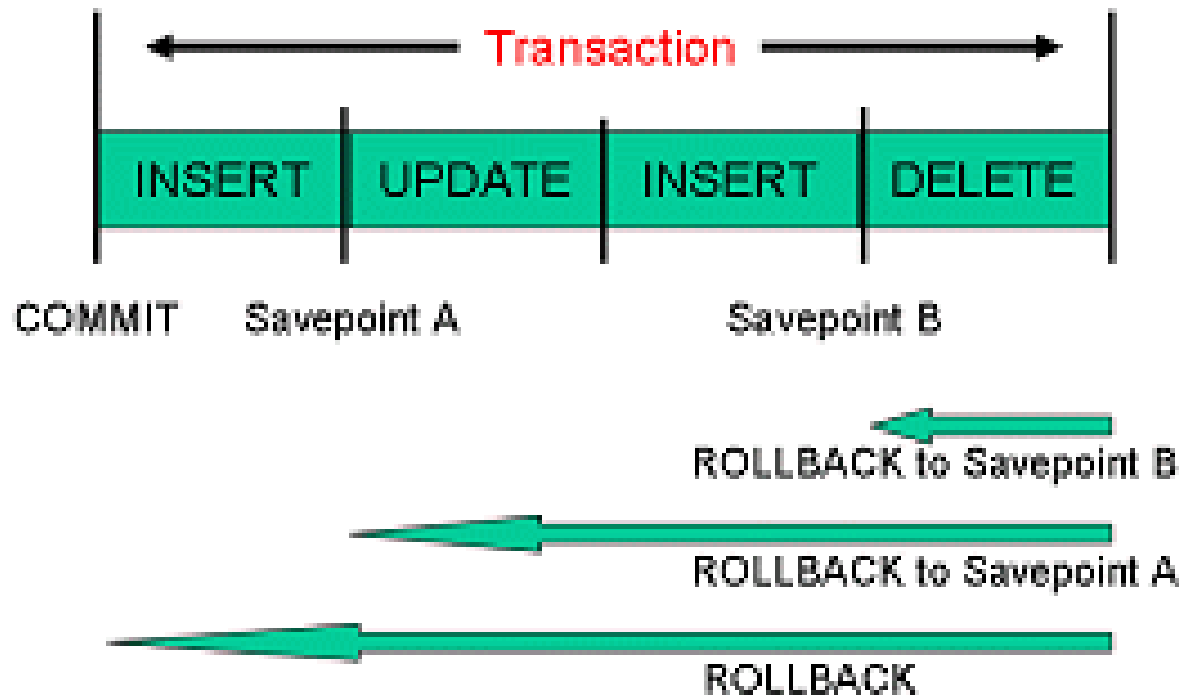 Transaction
INSERT UPDATE INSERT DELETE
COMMIT Savepoint A Savepoint B
ROLLBACK to Savepoint B
ROLLBACK to Savepoint A
ROLLBACK